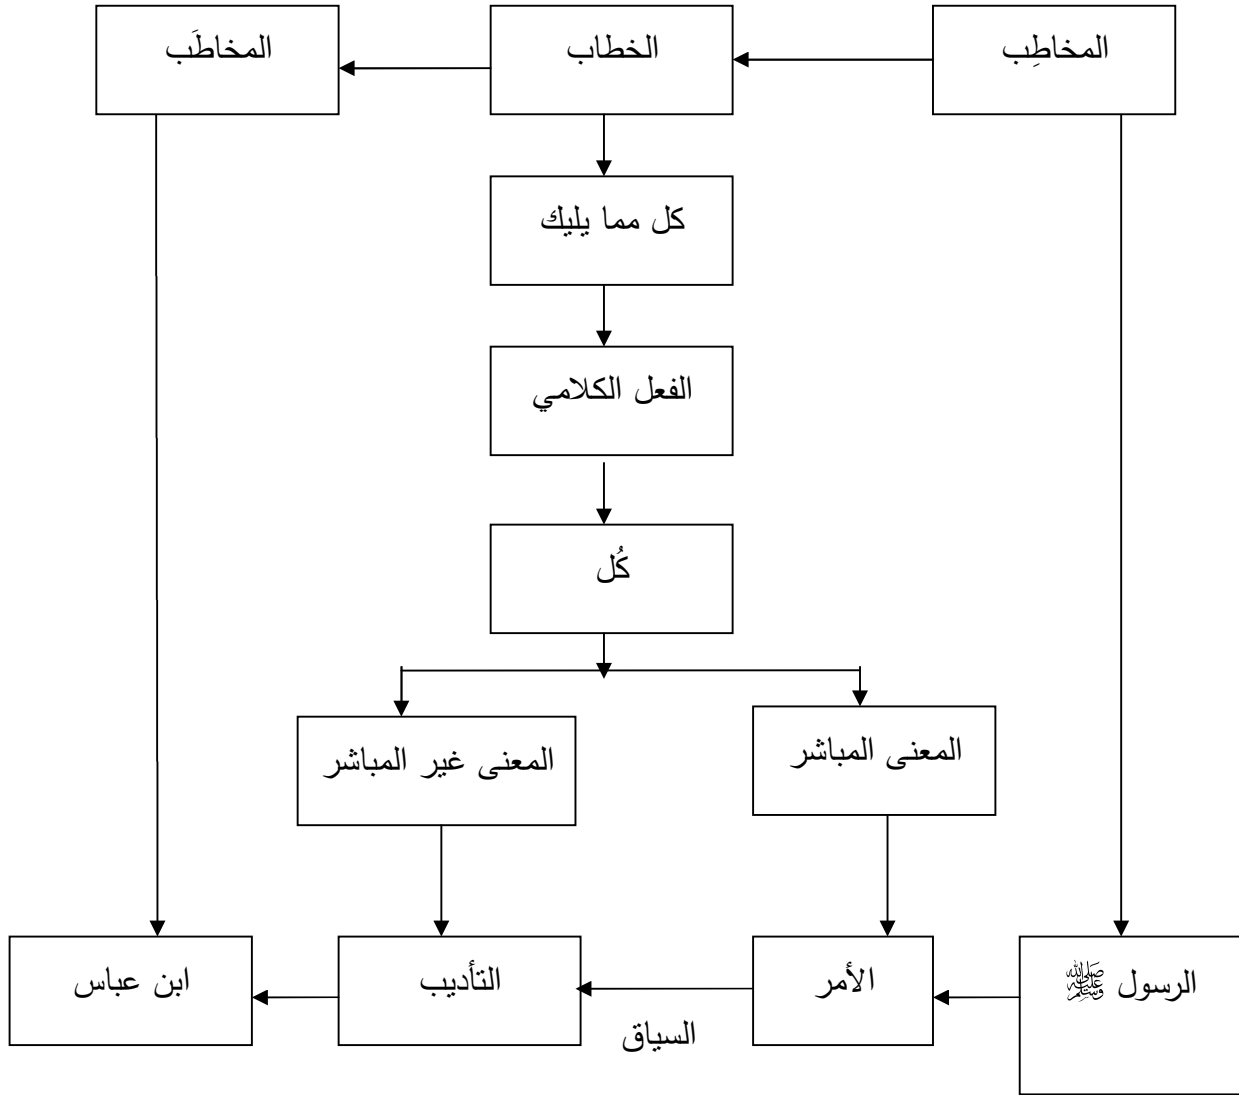 المخاطِب
الخطاب
المخاطَب
كل مما يليك
الفعل الكلامي
كُل
المعنى المباشر
المعنى غير المباشر
الرسول ﷺ
الأمر
السياق
التأديب
ابن عباس